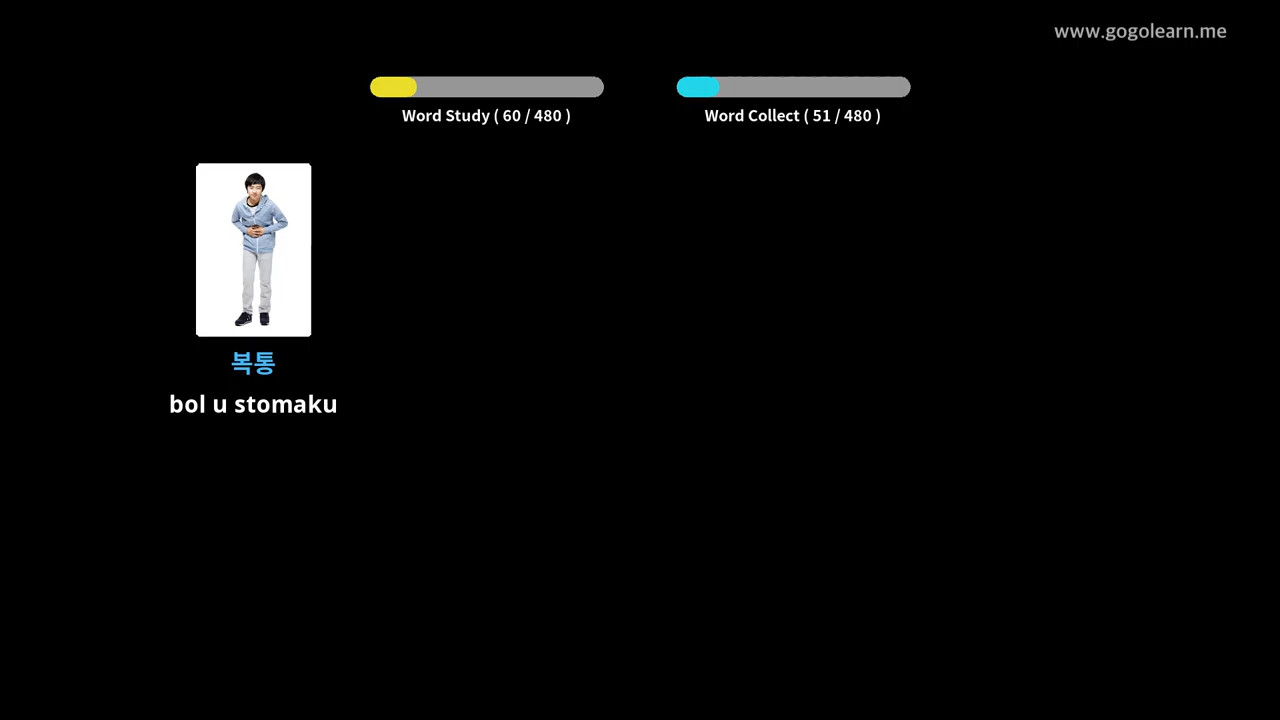 www.gogolearn.me
Word Study ( 60 / 480 )
Word Collect ( 51 / 480 )
복통
bol u stomaku